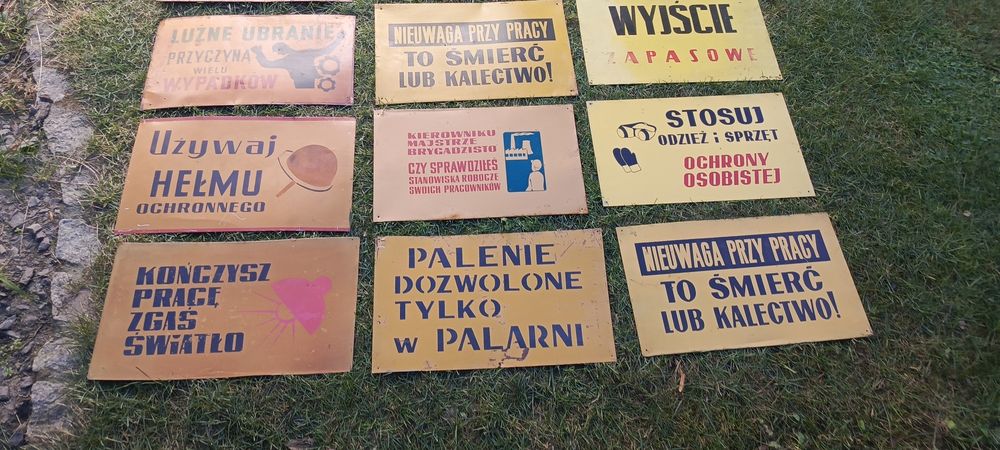 LUŹNE UBRANIE
PRZYCZYNĄ
WIELU
WYPADKÓW
NIEUWAGA PRZY PRACY
TO ŚMIERĆ
LUB KALECTWO!
WYJŚCIE
ZAPASOWE
Używaj
HEŁMU
OCHRONNEGO
KIEROWNIKU
MAJSTRZE
BRYGADZISTO
CZY SPRAWDZIŁEŚ
STANOWISKA ROBOCZE
SWOICH PRACOWNIKÓW
STOSUJ
ODZIEŻ i SPRZĘT
OCHRONY
OSOBISTEJ
KOŃCZYSZ
PRACĘ
ZGAŚ
ŚWIATŁO
PALENIE
DOZWOLONE
TYLKO
w PALARNI
NIEUWAGA PRZY PRACY
TO ŚMIERĆ
LUB KALECTWO!